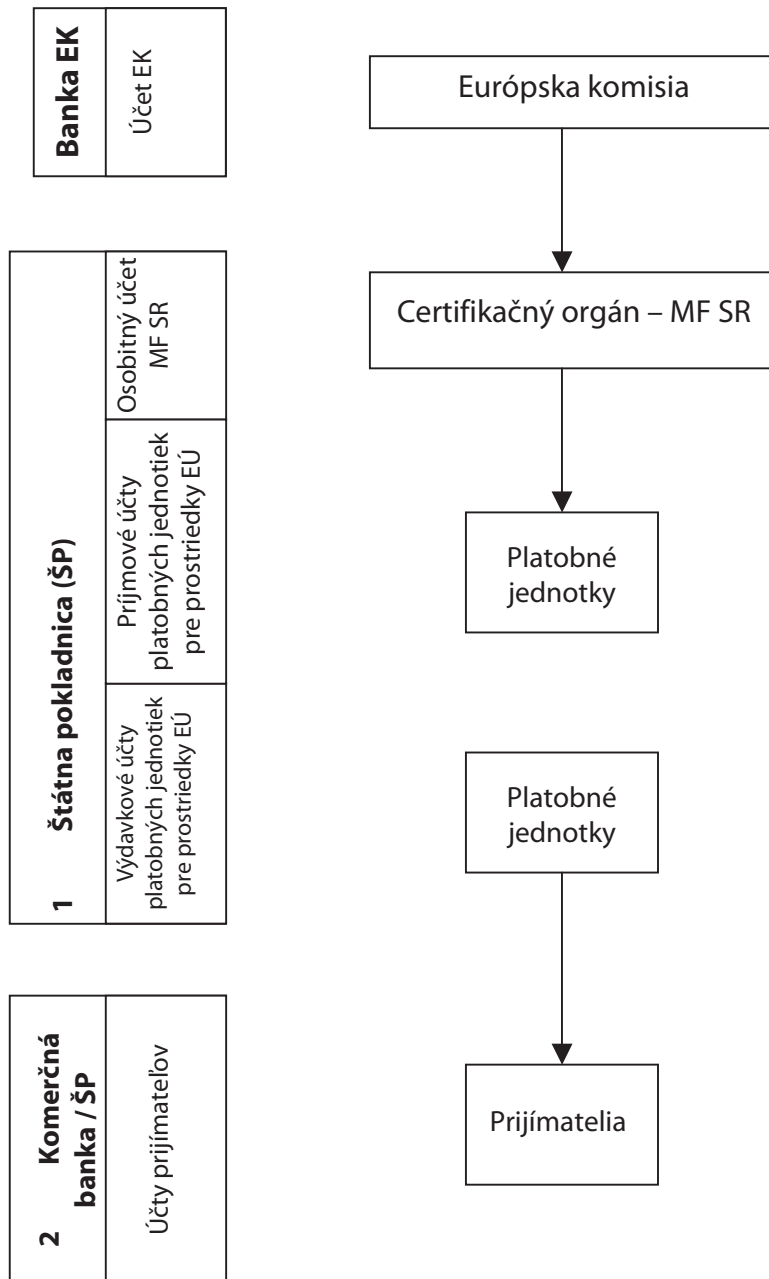 Banka EK
Účet EK
Európska komisia
1 Štátna pokladnica (ŠP)
Osobitný účet
MF SR
Príjmové účty
platobných jednotiek
pre prostriedky EÚ
Výdavkové účty
platobných jednotiek
pre prostriedky EÚ
Certifikačný orgán – MF SR
Platobné
jednotky
Platobné
jednotky
2 Komerčná
banka / ŠP
Účty prijímateľov
Prijímatelia